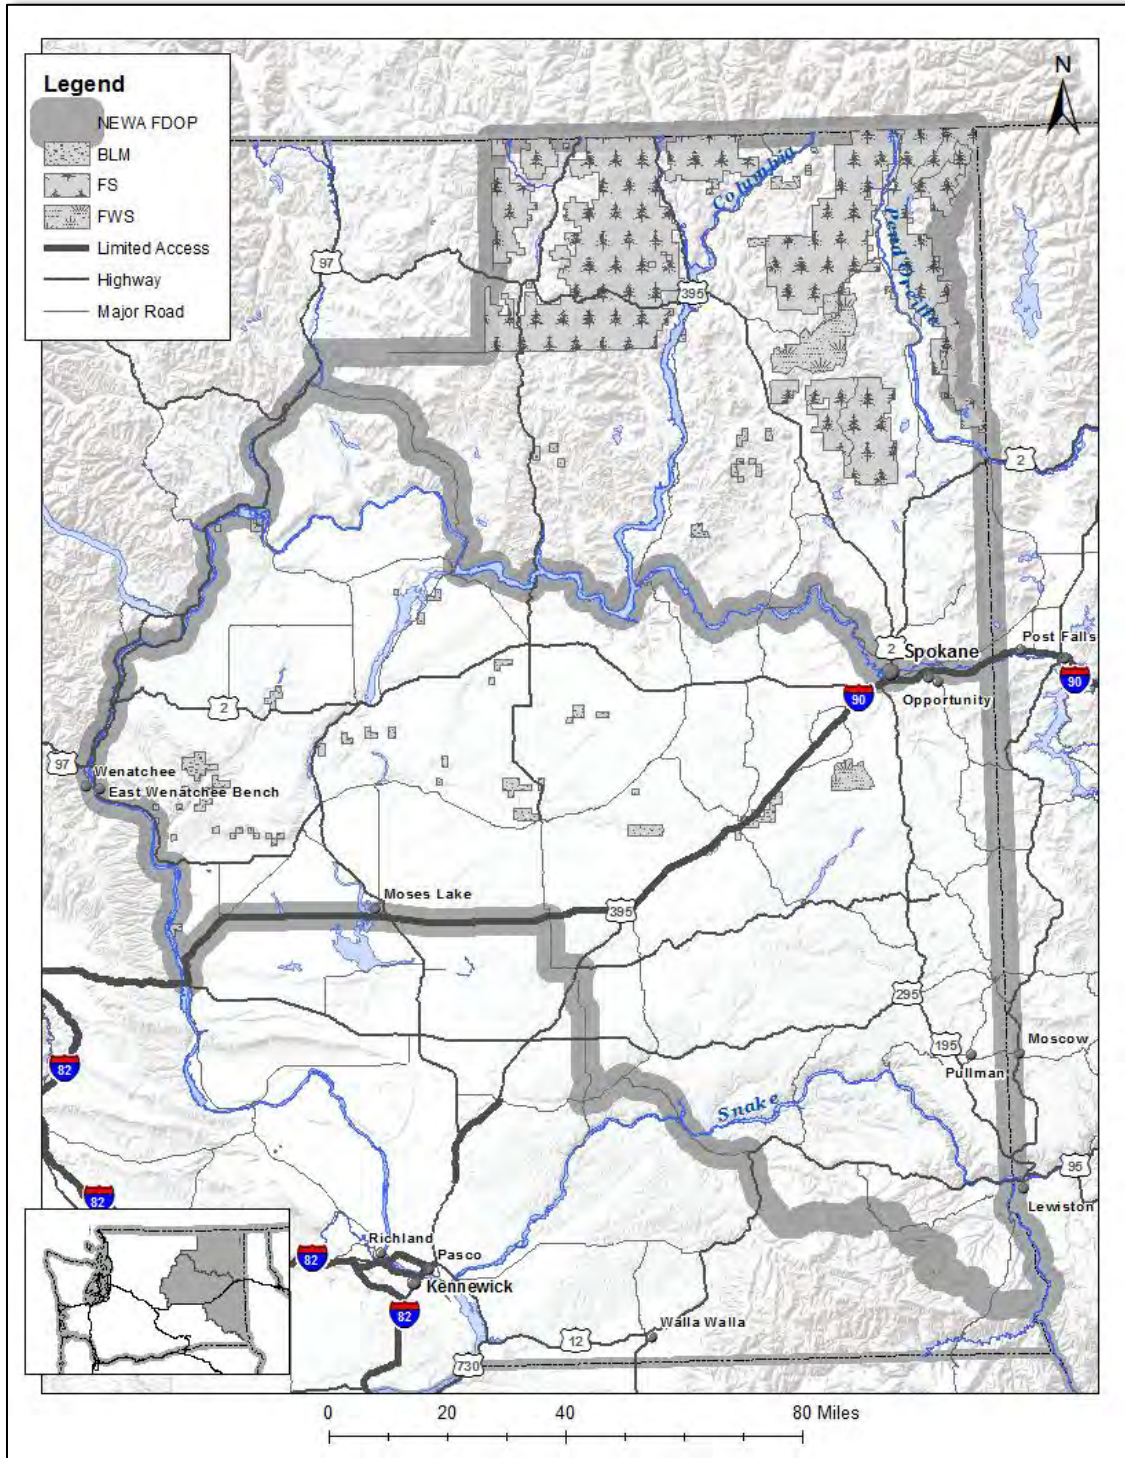 Legend
NEWA FDOP
BLM
FS
FWS
Limited Access
Highway
Major Road
N
Columbia
Pend Oreille
97
395
2
2
Spokane
Post Falls
90
90
Opportunity
2
97
Wenatchee
East Wenatchee Bench
Moses Lake
395
295
195
Pullman
Moscow
82
Snake
95
Lewiston
82
82
Richland
Pasco
Kennewick
82
Walla Walla
12
730
0 20 40 80 Miles